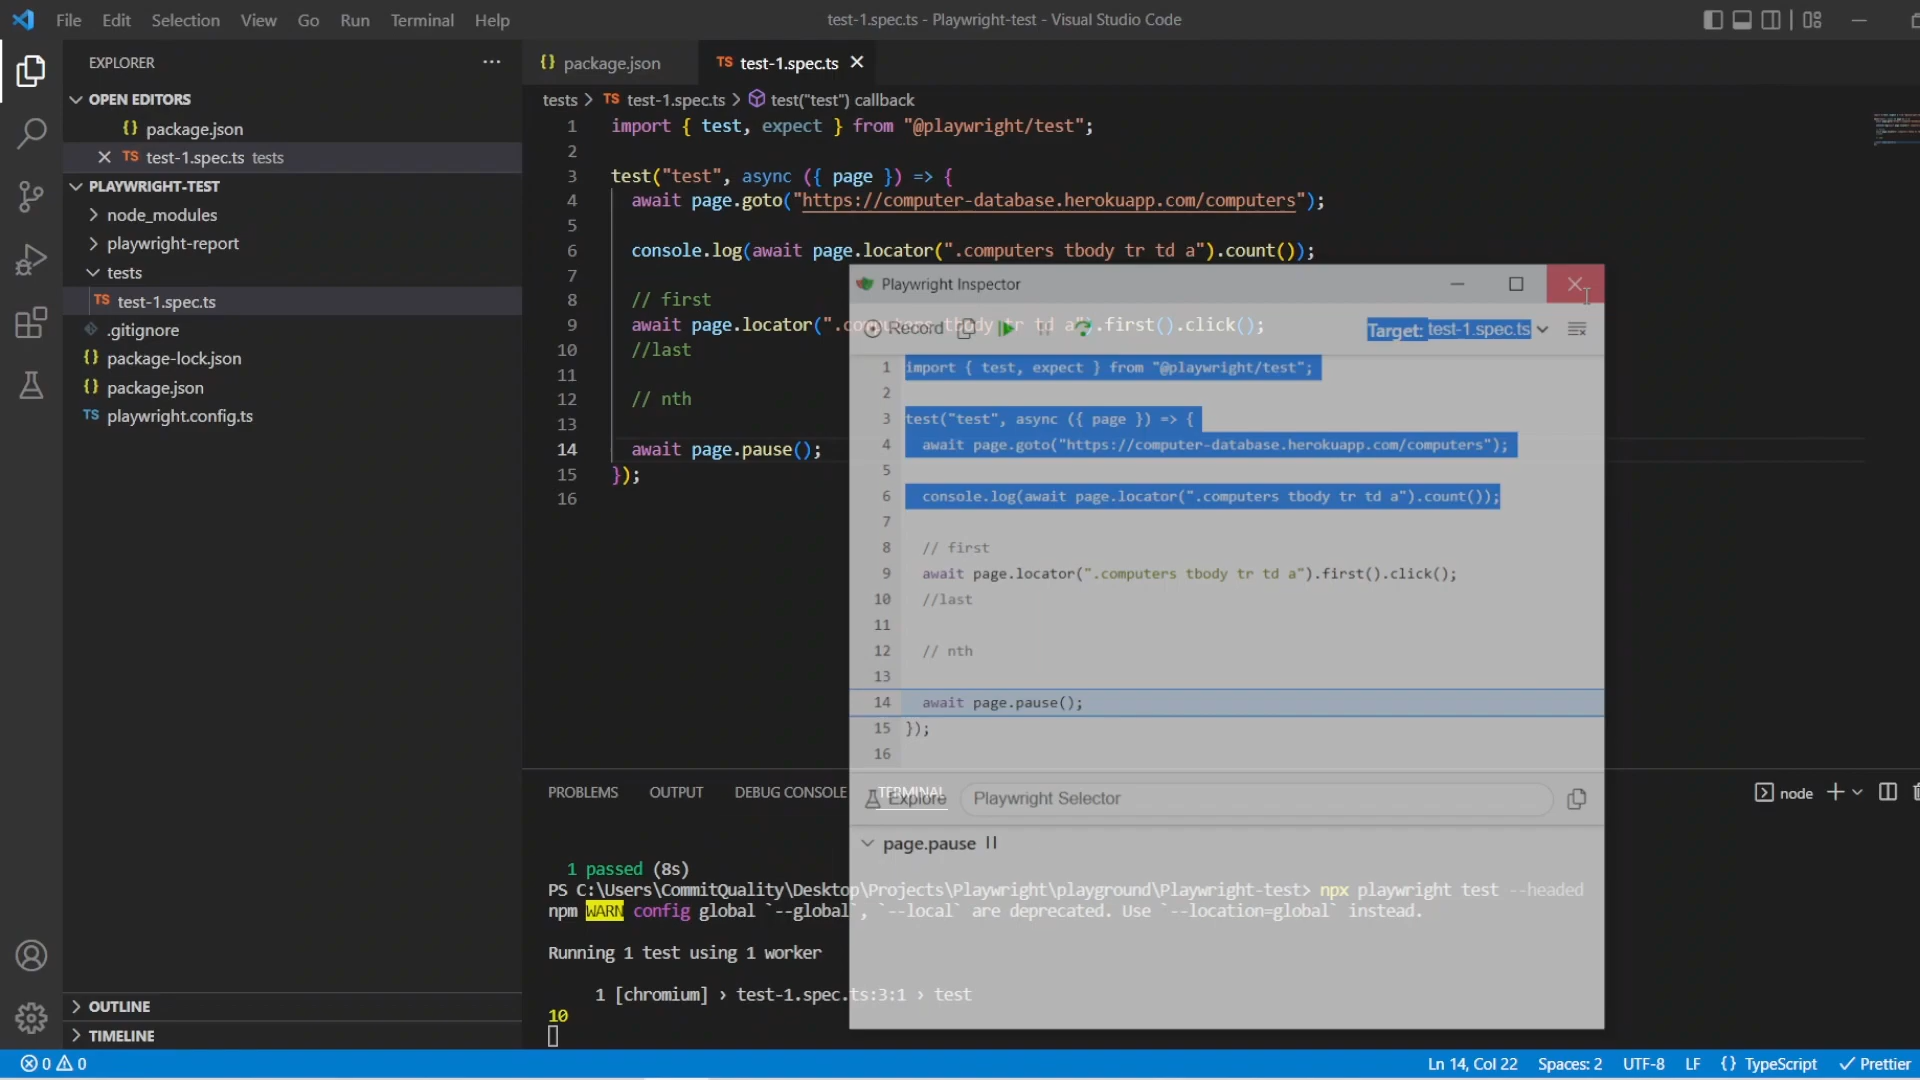 File Edit Selection View Go Run Terminal Help
test-1.spec.ts - Playwright-test - Visual Studio Code
EXPLORER
OPEN EDITORS
{} package.json
TS test-1.spec.ts tests
PLAYWRIGHT-TEST
node_modules
playwright-report
tests
TS test-1.spec.ts
.gitignore
{} package-lock.json
{} package.json
TS playwright.config.ts
OUTLINE
TIMELINE
{} package.json
TS test-1.spec.ts
tests > TS test-1.spec.ts > test("test") callback
1 import { test, expect } from "@playwright/test";
2
3 test("test", async ({ page }) => {
4 await page.goto("https://computer-database.herokuapp.com/computers");
5
6 console.log(await page.locator(".computers tbody tr td a").count());
7
8 // first
9 await page.locator(".computers tbody tr td a").first().click();
10 //last
11
12 // nth
13
14 await page.pause();
15 });
16
Playwright Inspector
Record
Target: test-1.spec.ts
1 import { test, expect } from "@playwright/test";
2
3 test("test", async ({ page }) => {
4 await page.goto("https://computer-database.herokuapp.com/computers");
5
6 console.log(await page.locator(".computers tbody tr td a").count());
7
8 // first
9 await page.locator(".computers tbody tr td a").first().click();
10 //last
11
12 // nth
13
14 await page.pause();
15 });
16
Explore Playwright Selector
page.pause
PROBLEMS OUTPUT DEBUG CONSOLE TERMINAL
node
1 passed (8s)
PS C:\Users\CommitQuality\Desktop\Projects\Playwright\playground\Playwright-test> npx playwright test --headed
npm WARN config global `--global`, `--local` are deprecated. Use `--location=global` instead.
Running 1 test using 1 worker
1 [chromium] › test-1.spec.ts:3:1 › test
10
0 0
Ln 14, Col 22 Spaces: 2 UTF-8 LF {} TypeScript Prettier